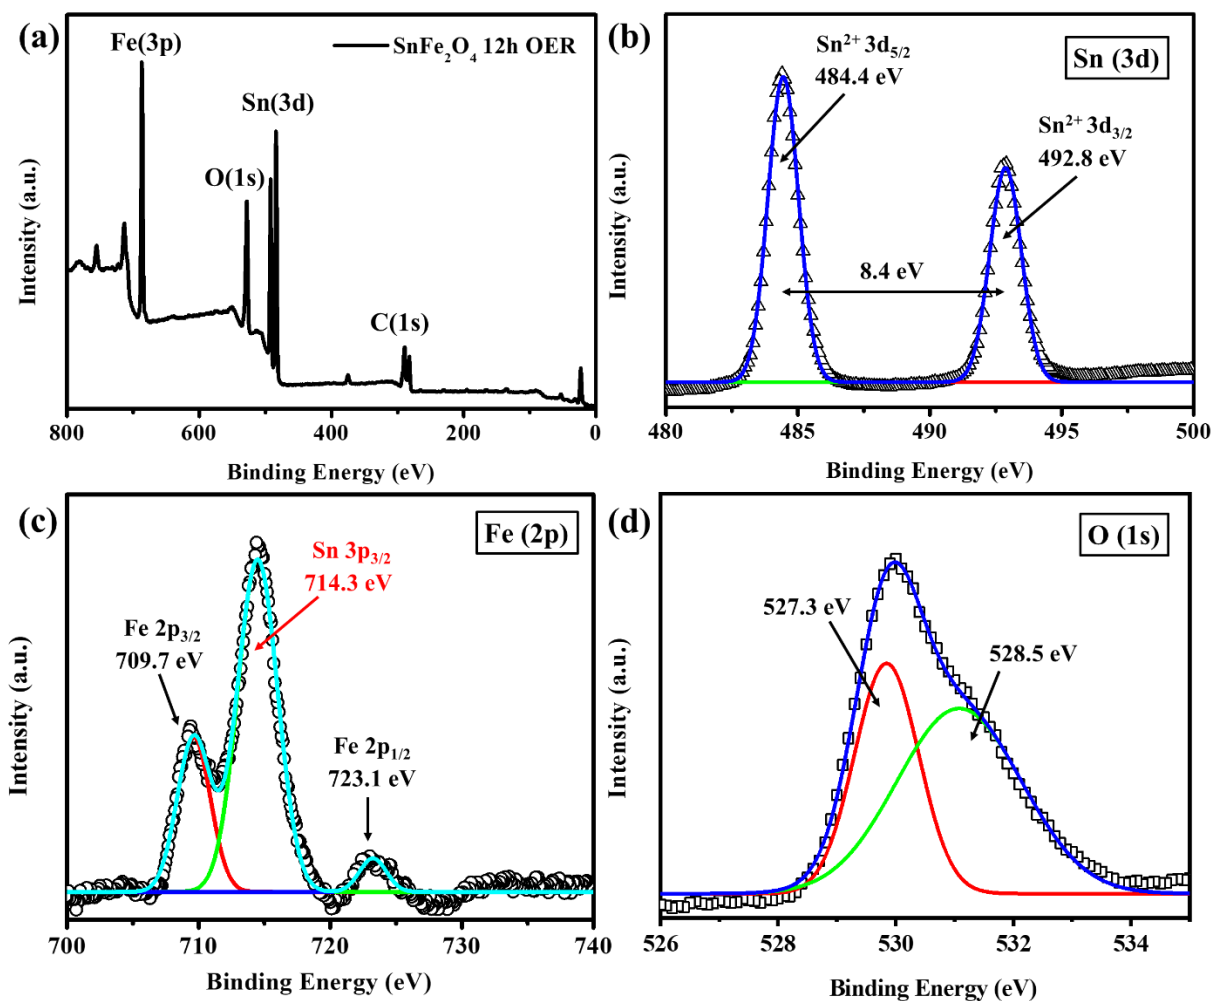 (a)
SnFe₂O₄ 12h OER
Fe(3p)
Sn(3d)
O(1s)
C(1s)
Intensity (a.u.)
800 600 400 200 0
Binding Energy (eV)
(b)
Sn (3d)
Sn²⁺ 3d₅/₂
484.4 eV
Sn²⁺ 3d₃/₂
492.8 eV
8.4 eV
Intensity (a.u.)
480 485 490 495 500
Binding Energy (eV)
(c)
Fe (2p)
Sn 3p₃/₂
714.3 eV
Fe 2p₃/₂
709.7 eV
Fe 2p₁/₂
723.1 eV
Intensity (a.u.)
700 710 720 730 740
Binding Energy (eV)
(d)
O (1s)
527.3 eV
528.5 eV
Intensity (a.u.)
526 528 530 532 534
Binding Energy (eV)